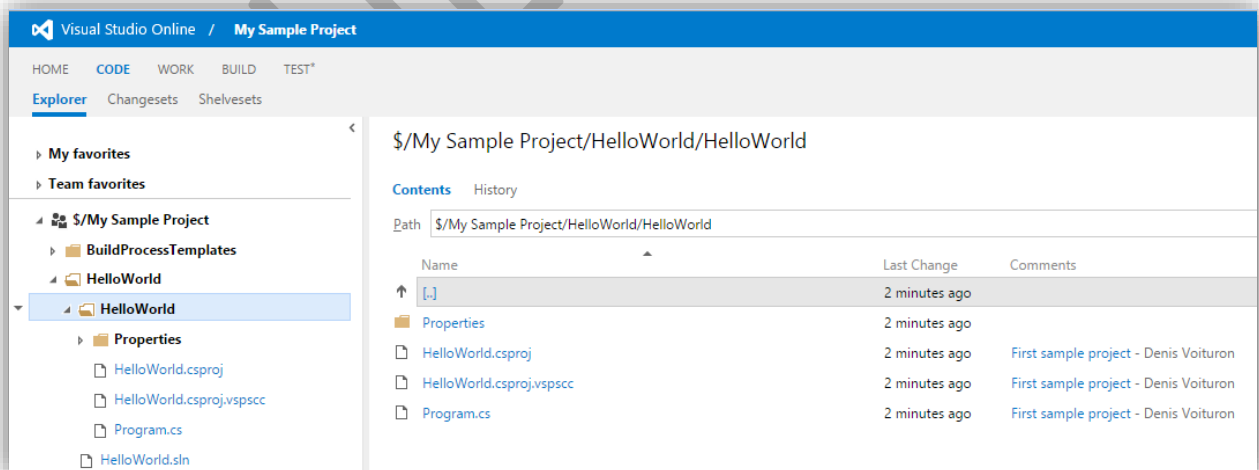 Visual Studio Online / My Sample Project
HOME CODE WORK BUILD TEST*
Explorer Changesets Shelvesets
My favorites
Team favorites
$/My Sample Project
BuildProcessTemplates
HelloWorld
HelloWorld
Properties
HelloWorld.csproj
HelloWorld.csproj.vspscc
Program.cs
HelloWorld.sln
$/My Sample Project/HelloWorld/HelloWorld
Contents History
Path $/My Sample Project/HelloWorld/HelloWorld
Name Last Change Comments
[..] 2 minutes ago
Properties 2 minutes ago
HelloWorld.csproj 2 minutes ago First sample project - Denis Voituron
HelloWorld.csproj.vspscc 2 minutes ago First sample project - Denis Voituron
Program.cs 2 minutes ago First sample project - Denis Voituron